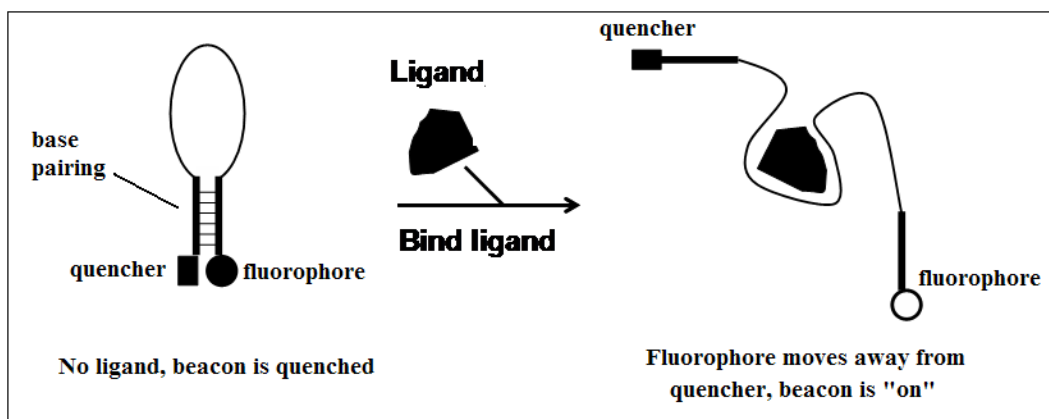 quencher
Ligand
base
pairing
quencher
fluorophore
Bind ligand
fluorophore
No ligand, beacon is quenched
Fluorophore moves away from
quencher, beacon is "on"